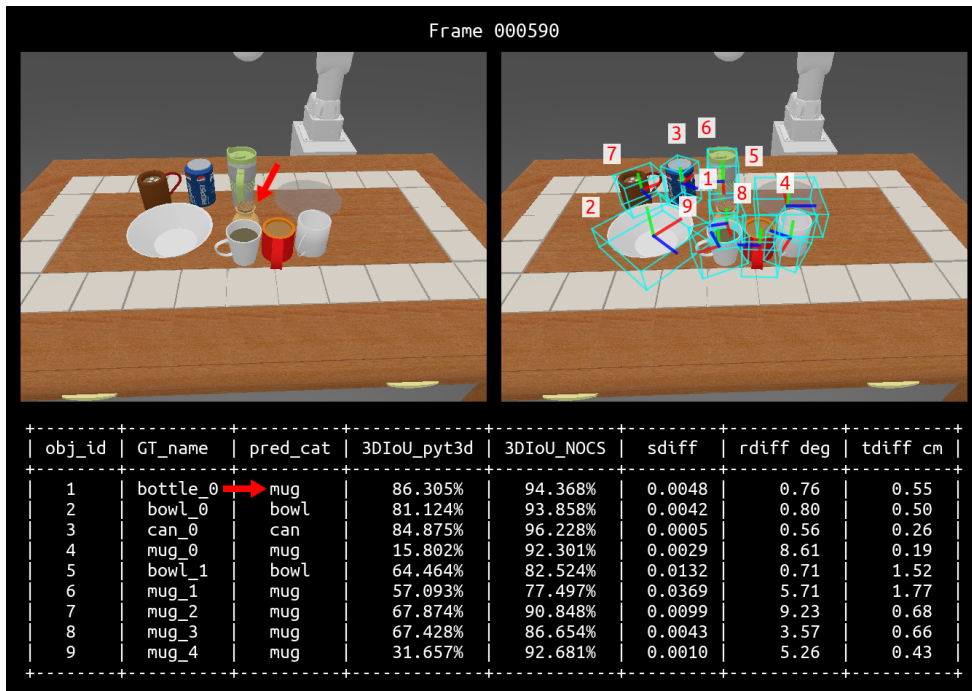 Frame 000590
PEPSI
3 6
7 5
1 4
2 9 8
obj_id GT_name pred_cat 3DIoU_pyt3d 3DIoU_NOCS sdiff rdiff deg tdiff cm
1 bottle_0 mug 86.305% 94.368% 0.0048 0.76 0.55
2 bowl_0 bowl 81.124% 93.858% 0.0042 0.80 0.50
3 can_0 can 84.875% 96.228% 0.0005 0.56 0.26
4 mug_0 mug 15.802% 92.301% 0.0029 8.61 0.19
5 bowl_1 bowl 64.464% 82.524% 0.0132 0.71 1.52
6 mug_1 mug 57.093% 77.497% 0.0369 5.71 1.77
7 mug_2 mug 67.874% 90.848% 0.0099 9.23 0.68
8 mug_3 mug 67.428% 86.654% 0.0043 3.57 0.66
9 mug_4 mug 31.657% 92.681% 0.0010 5.26 0.43